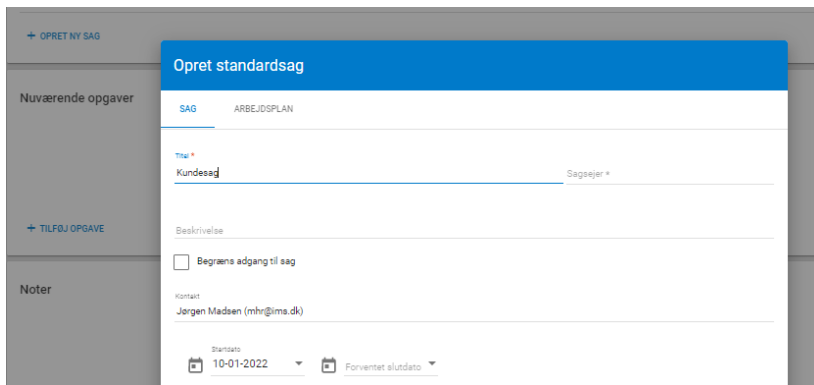 + OPRET NY SAG
Opret standardsag
Nuværende opgaver
SAG ARBEJDSPLAN
Titel *
Kundesag Sagsejer *
+ TILFØJ OPGAVE
Beskrivelse
Begræns adgang til sag
Noter
Kontakt
Jørgen Madsen (mhr@ims.dk)
Startdato
10-01-2022 Forventet slutdato